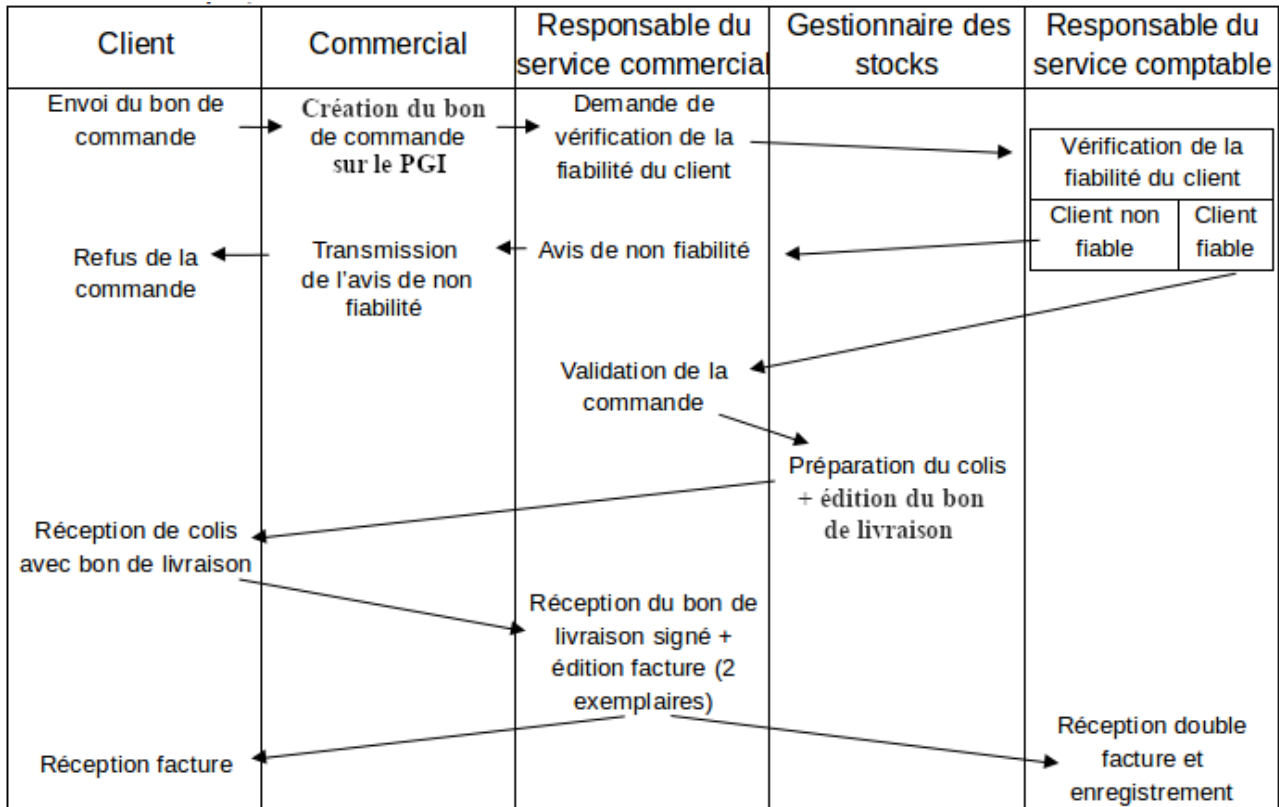 Client
Commercial
Responsable du
service commercial
Gestionnaire des
stocks
Responsable du
service comptable
Envoi du bon de
commande
Création du bon
de commande
sur le PGI
Demande de
vérification de la
fiabilité du client
Vérification de la
fiabilité du client
Client non
fiable
Client
fiable
Avis de non fiabilité
Transmission
de l'avis de non
fiabilité
Refus de la
commande
Validation de la
commande
Préparation du colis
+ édition du bon
de livraison
Réception de colis
avec bon de livraison
Réception du bon de
livraison signé +
édition facture (2
exemplaires)
Réception facture
Réception double
facture et
enregistrement